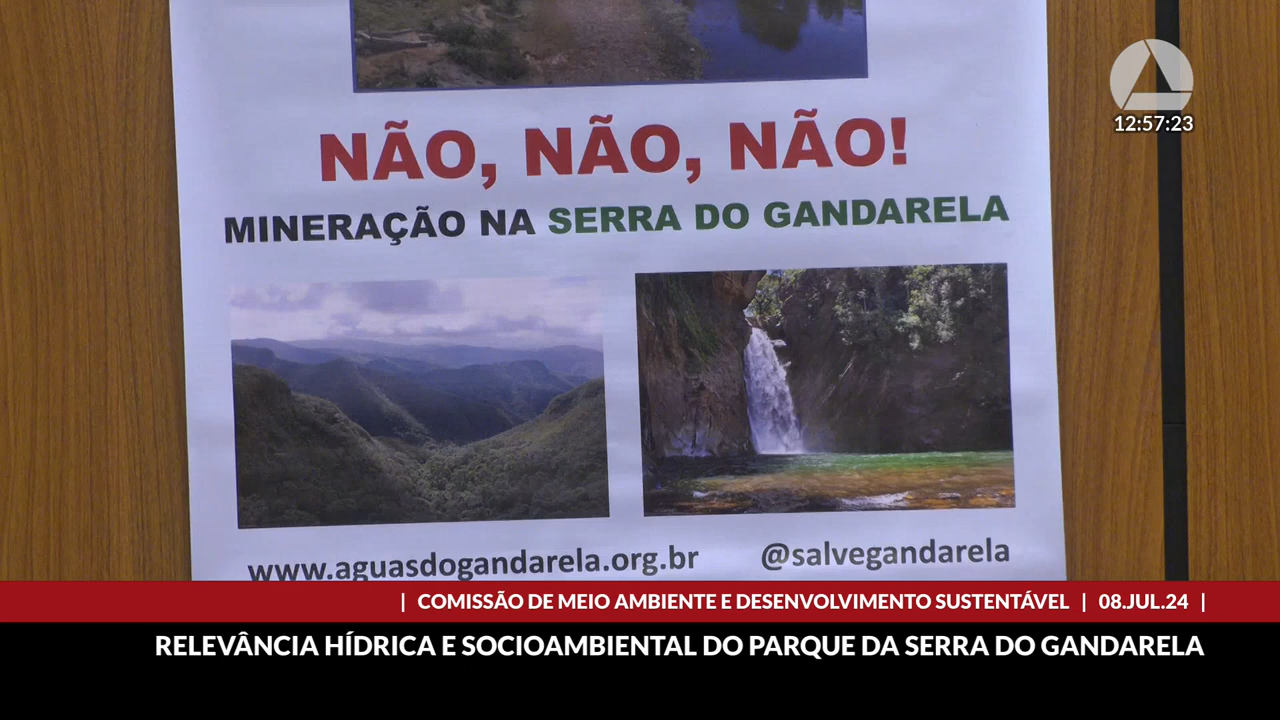 12:57:23
NÃO, NÃO, NÃO!
MINERAÇÃO NA SERRA DO GANDARELA
www.aguasdogandarela.org.br @salvegandarela
| COMISSÃO DE MEIO AMBIENTE E DESENVOLVIMENTO SUSTENTÁVEL | 08.JUL.24 |
RELEVÂNCIA HÍDRICA E SOCIOAMBIENTAL DO PARQUE DA SERRA DO GANDARELA